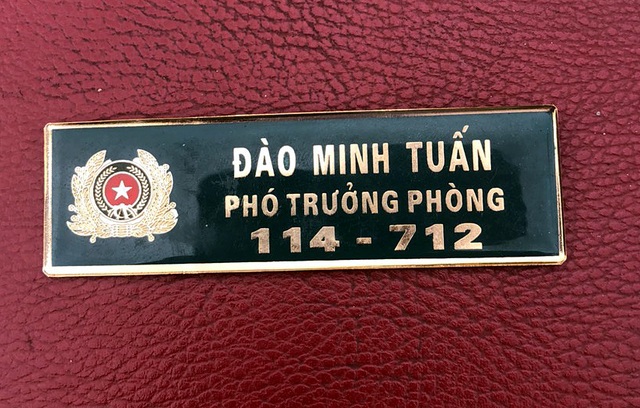 ĐÀO MINH TUẤN
PHÓ TRƯỞNG PHÒNG
114 - 712